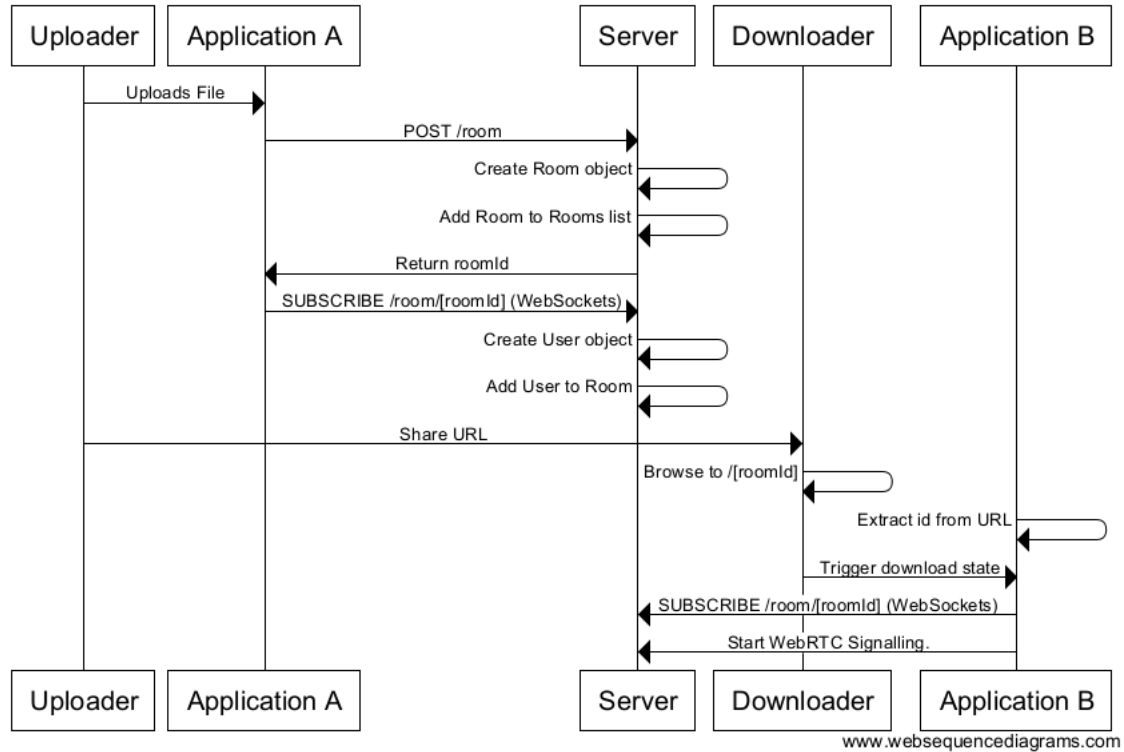 Uploader
Application A
Server
Downloader
Application B
Uploads File
POST /room
Create Room object
Add Room to Rooms list
Return roomId
SUBSCRIBE /room/[roomId] (WebSockets)
Create User object
Add User to Room
Share URL
Browse to /[roomId]
Extract id from URL
Trigger download state
SUBSCRIBE /room/[roomId] (WebSockets)
Start WebRTC Signalling.
Uploader
Application A
Server
Downloader
Application B
www.websequencediagrams.com